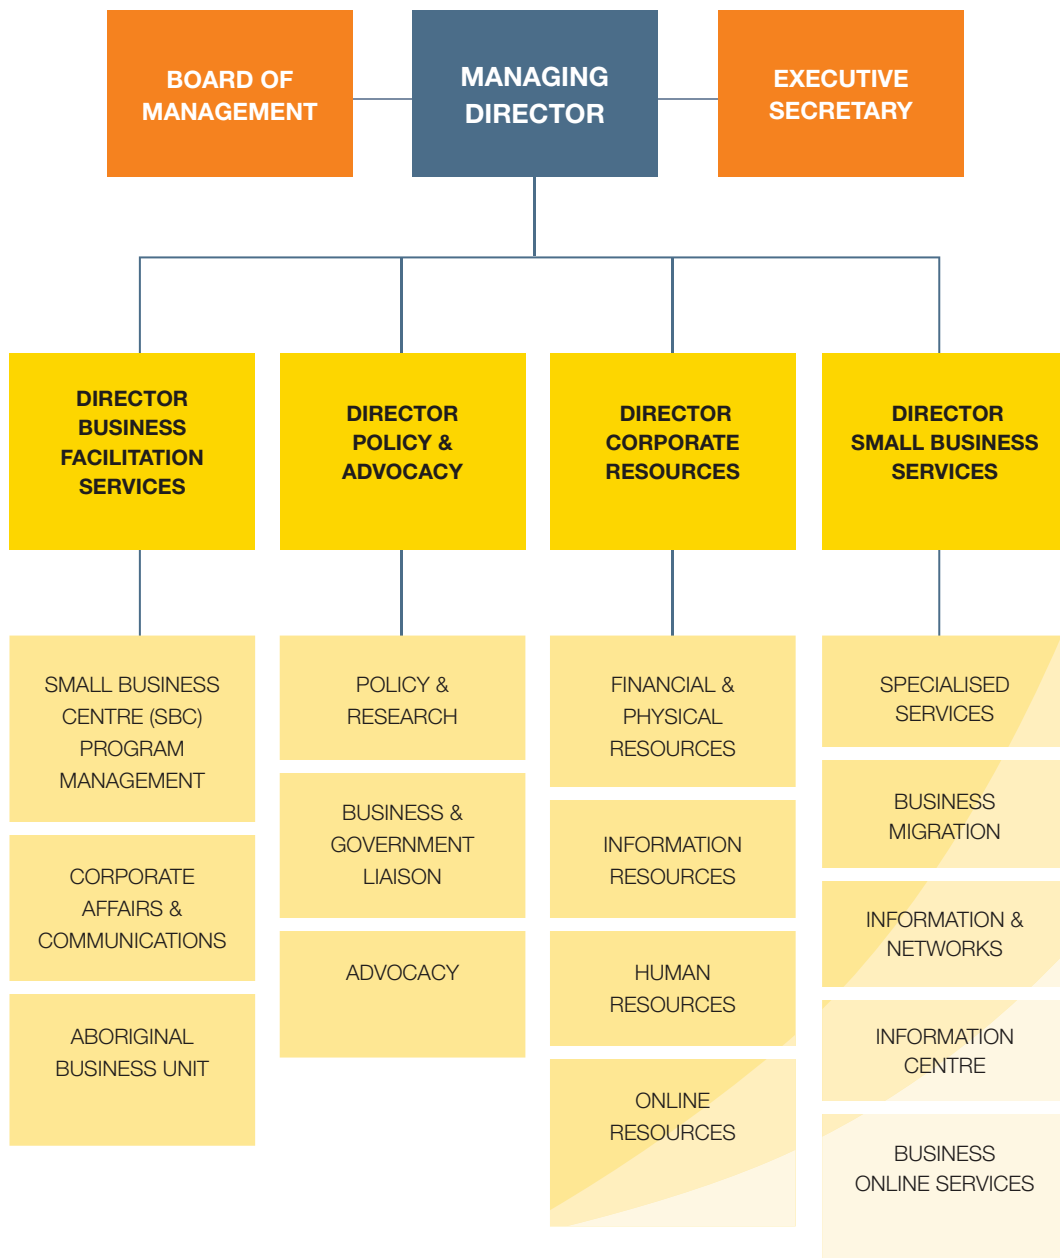 BOARD OF
MANAGEMENT
MANAGING
DIRECTOR
EXECUTIVE
SECRETARY
DIRECTOR
BUSINESS
FACILITATION
SERVICES
DIRECTOR
POLICY &
ADVOCACY
DIRECTOR
CORPORATE
RESOURCES
DIRECTOR
SMALL BUSINESS
SERVICES
SMALL BUSINESS
CENTRE (SBC)
PROGRAM
MANAGEMENT
CORPORATE
AFFAIRS &
COMMUNICATIONS
ABORIGINAL
BUSINESS UNIT
POLICY &
RESEARCH
BUSINESS &
GOVERNMENT
LIAISON
ADVOCACY
FINANCIAL &
PHYSICAL
RESOURCES
INFORMATION
RESOURCES
HUMAN
RESOURCES
ONLINE
RESOURCES
SPECIALISED
SERVICES
BUSINESS
MIGRATION
INFORMATION &
NETWORKS
INFORMATION
CENTRE
BUSINESS
ONLINE SERVICES